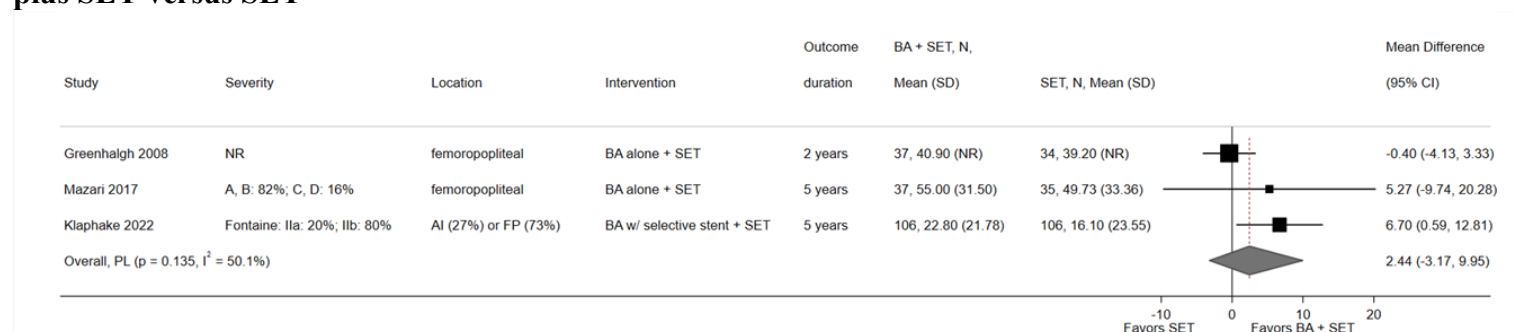 plus SET versus SET
Outcome BA + SET, N, Mean Difference
Study Severity Location Intervention duration Mean (SD) SET, N, Mean (SD) (95% CI)
Greenhalgh 2008 NR femoropopliteal BA alone + SET 2 years 37, 40.90 (NR) 34, 39.20 (NR) -0.40 (-4.13, 3.33)
Mazari 2017 A, B: 82%; C, D: 16% femoropopliteal BA alone + SET 5 years 37, 55.00 (31.50) 35, 49.73 (33.36) 5.27 (-9.74, 20.28)
Klaphake 2022 Fontaine: IIa: 20%; IIb: 80% AI (27%) or FP (73%) BA w/ selective stent + SET 5 years 106, 22.80 (21.78) 106, 16.10 (23.55) 6.70 (0.59, 12.81)
Overall, PL (p = 0.135, I² = 50.1%) 2.44 (-3.17, 9.95)
-10 0 10 20
Favors SET Favors BA + SET